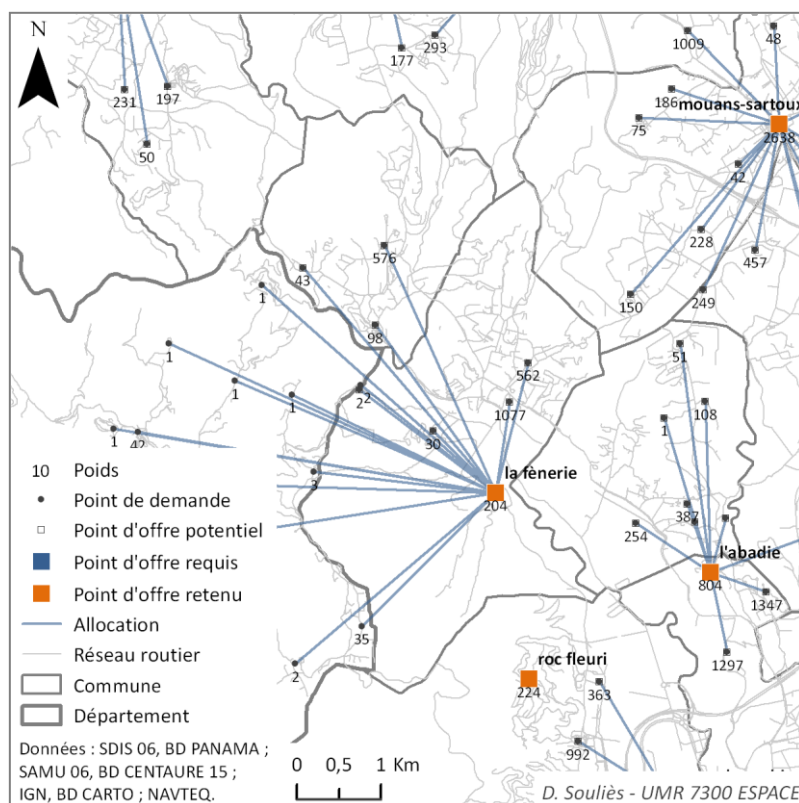 N
177
293
1009
48
231
197
186
mouans-sartoux
75
2638
50
42
228
457
576
43
1
150
249
98
1
51
562
1
1
2
2
1077
108
1
1
42
30
3
la fènerie
204
387
254
l'abadie
804
1347
35
2
1297
roc fleuri
224
363
992
10 Poids
Point de demande
Point d'offre potentiel
Point d'offre requis
Point d'offre retenu
Allocation
Réseau routier
Commune
Département
Données : SDIS 06, BD PANAMA ;
SAMU 06, BD CENTAURE 15 ;
IGN, BD CARTO ; NAVTEQ.
0 0,5 1 Km
D. Souliès - UMR 7300 ESPACE